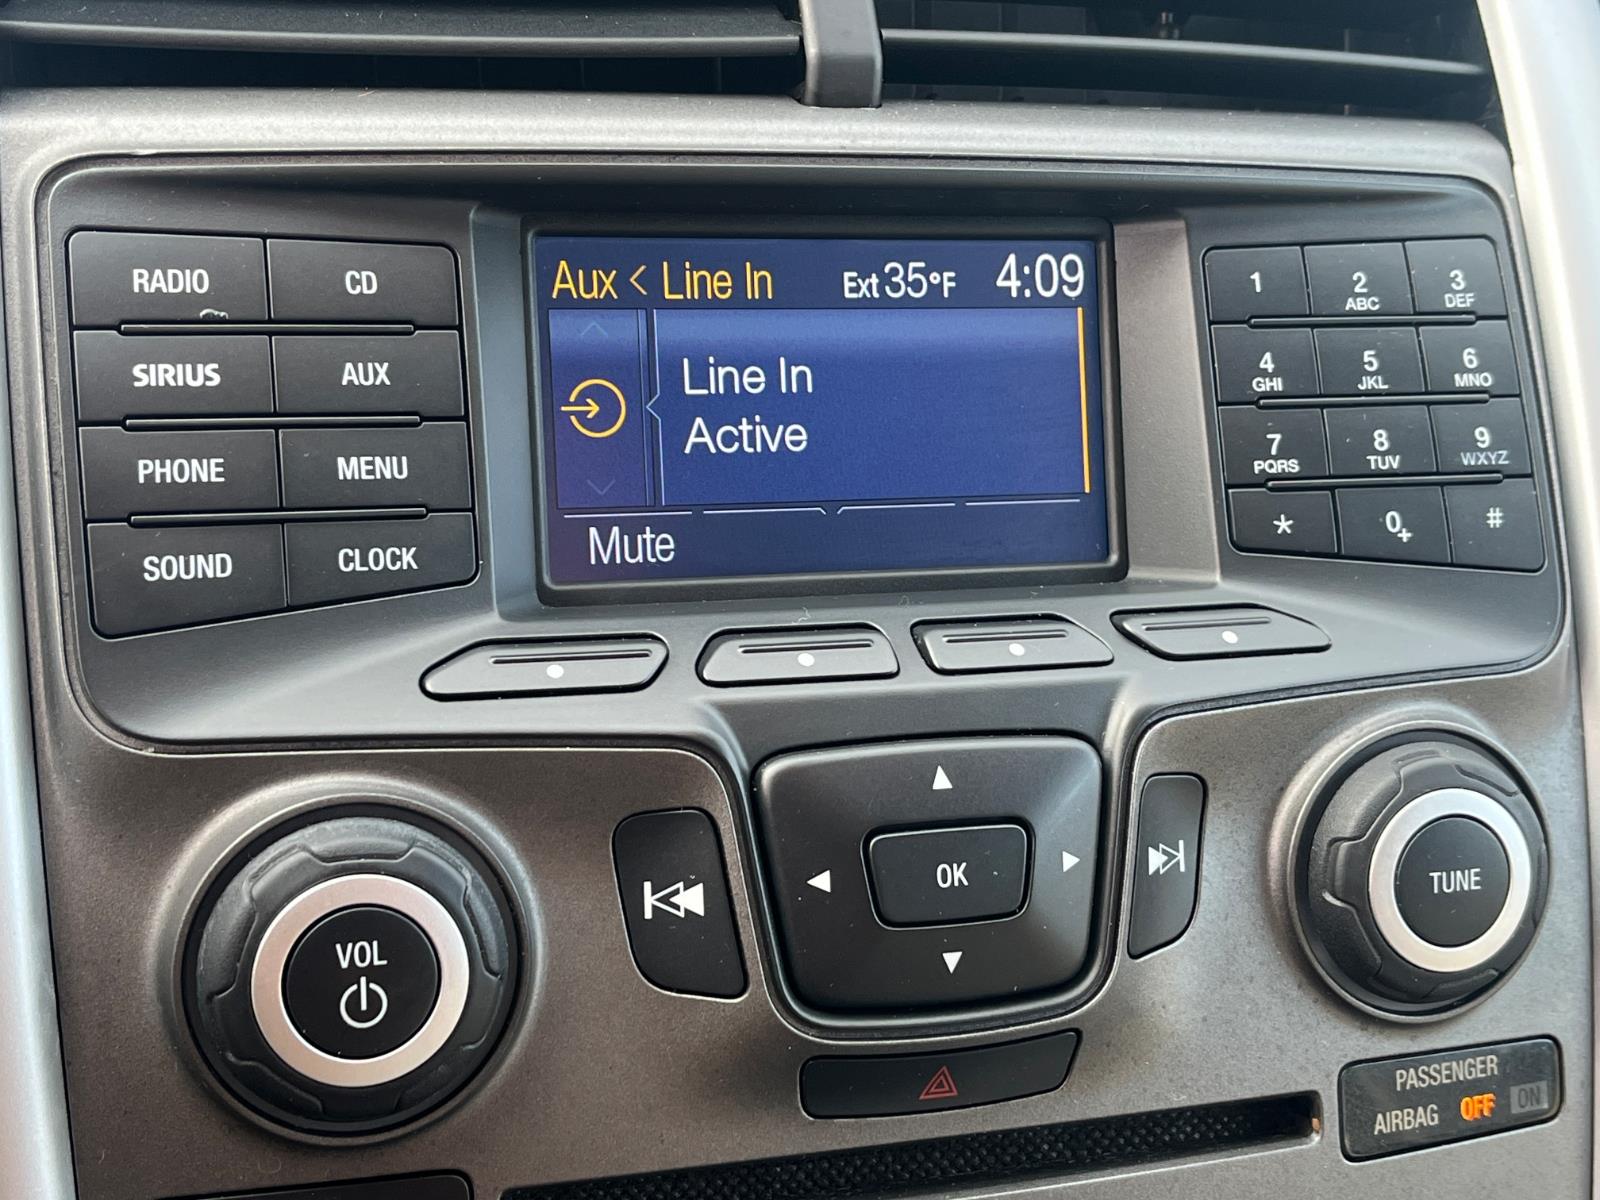 Aux < Line In Ext 35°F 4:09
Line In
Active
Mute
RADIO CD
SIRIUS AUX
PHONE MENU
SOUND CLOCK
1 2 ABC 3 DEF
4 GHI 5 JKL 6 MNO
7 PQRS 8 TUV 9 WXYZ
* 0+ #
VOL
OK
TUNE
PASSENGER
AIRBAG OFF ON